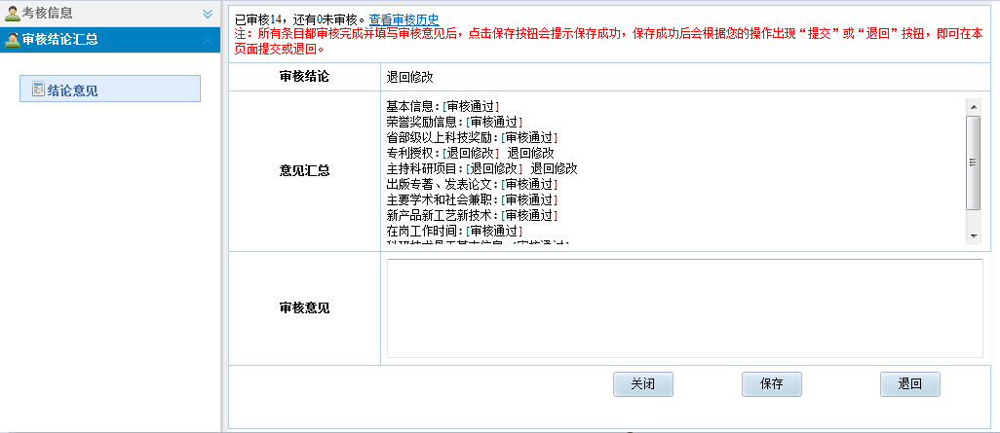 考核信息
审核结论汇总
结论意见
已审核14，还有0未审核。查看审核历史
注：所有条目都审核完成并填写审核意见后，点击保存按钮会提示保存成功，保存成功后会根据您的操作出现“提交”或“退回”按钮，即可在本
页面提交或退回。
审核结论
退回修改
意见汇总
基本信息:[审核通过]
荣誉奖励信息:[审核通过]
省部级以上科技奖励:[审核通过]
专利授权:[退回修改] 退回修改
主持科研项目:[退回修改] 退回修改
出版专著、发表论文:[审核通过]
主要学术和社会兼职:[审核通过]
新产品新工艺新技术:[审核通过]
在岗工作时间:[审核通过]
审核意见
关闭
保存
退回